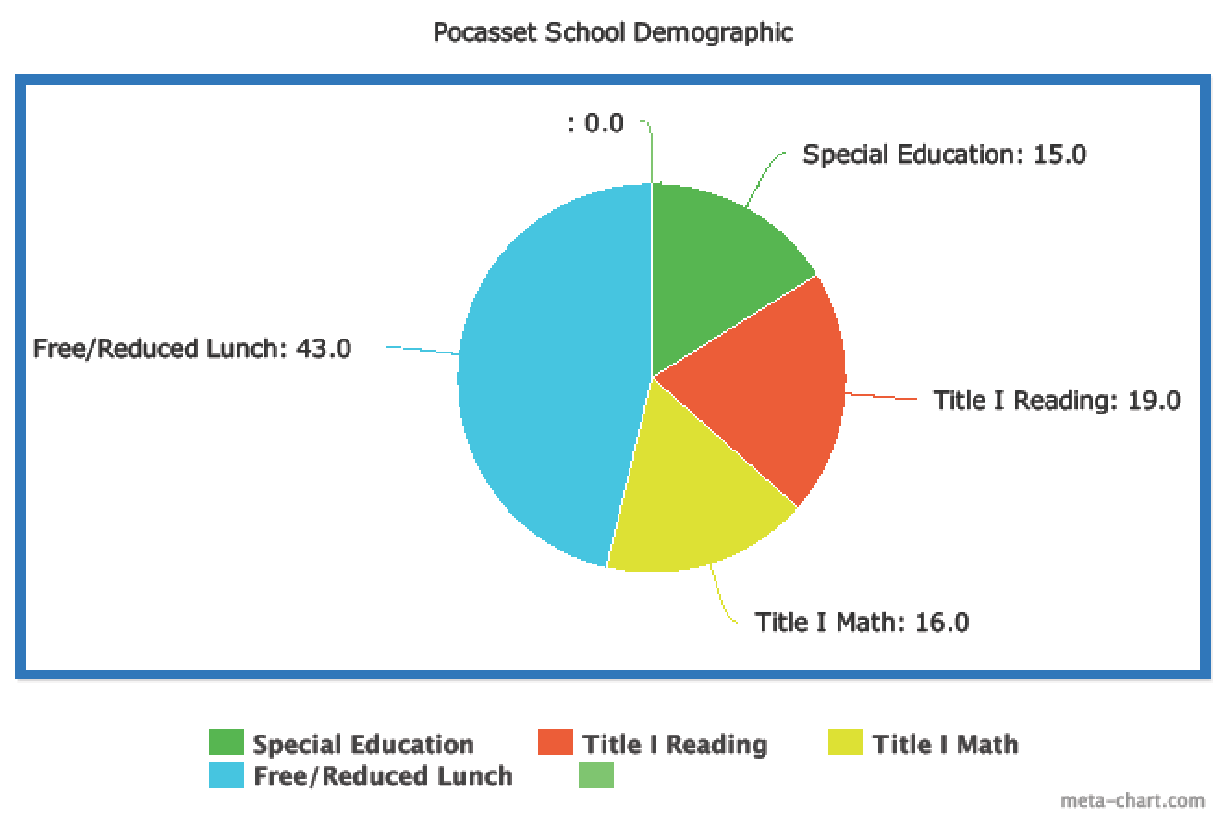 Pocasset School Demographic
: 0.0
Special Education: 15.0
Free/Reduced Lunch: 43.0
Title I Reading: 19.0
Title I Math: 16.0
Special Education
Title I Reading
Title I Math
Free/Reduced Lunch
meta-chart.com